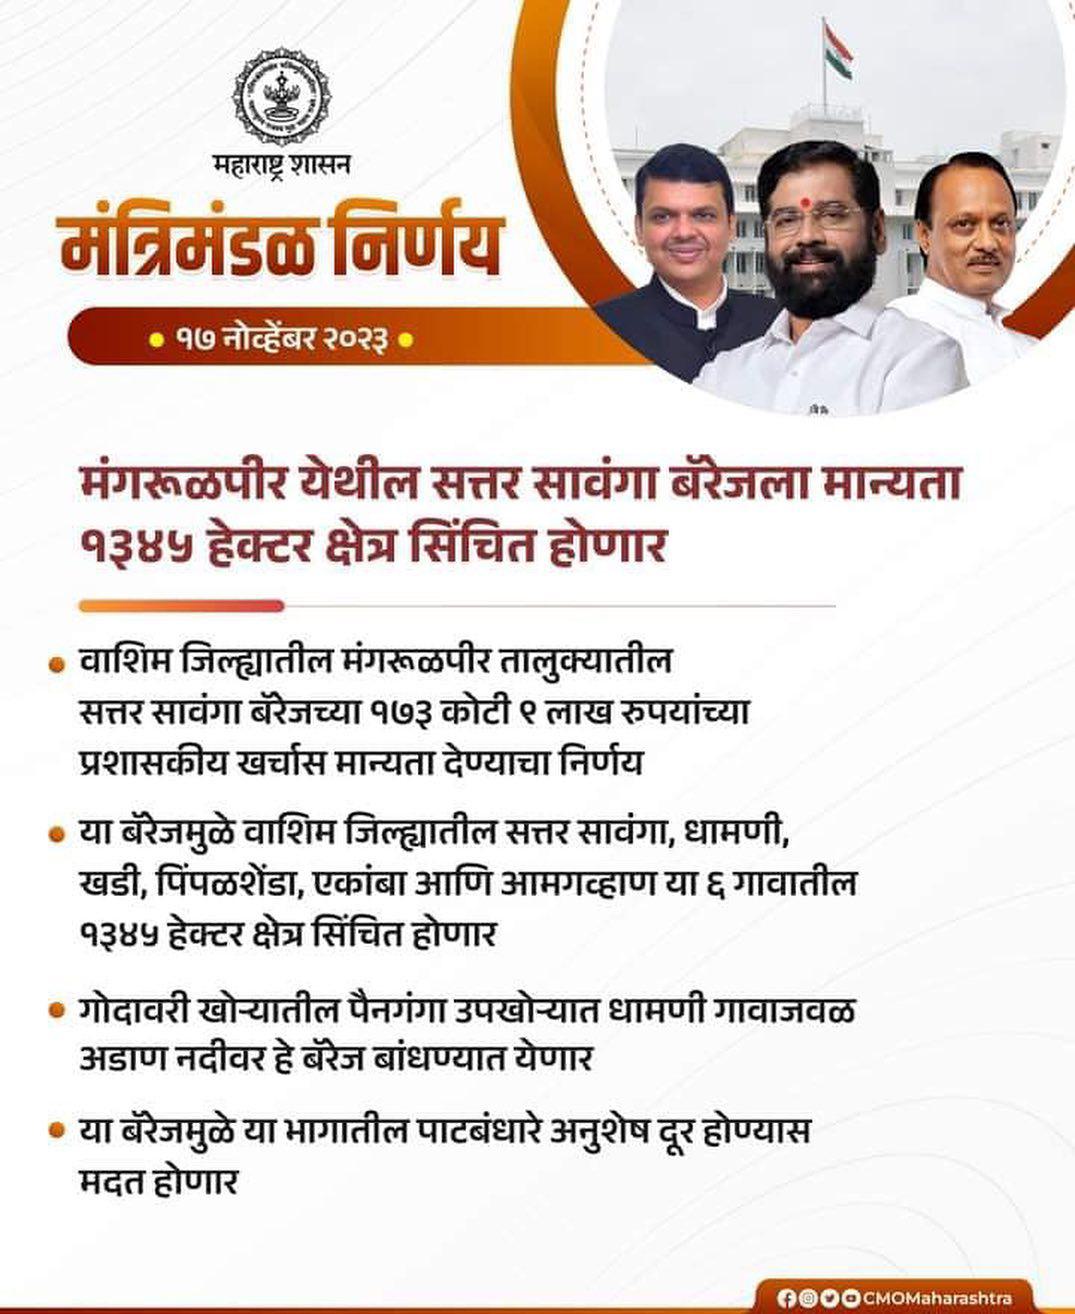 महाराष्ट्र शासन
मंत्रिमंडळ निर्णय
• १७ नोव्हेंबर २०२३ •
मंगरूळपीर येथील सत्तर सावंगा बॅरेजला मान्यता
१३४५ हेक्टर क्षेत्र सिंचित होणार
• वाशिम जिल्ह्यातील मंगरूळपीर तालुक्यातील
सत्तर सावंगा बॅरेजच्या १७३ कोटी ९ लाख रुपयांच्या
प्रशासकीय खर्चास मान्यता देण्याचा निर्णय
• या बॅरेजमुळे वाशिम जिल्ह्यातील सत्तर सावंगा, धामणी,
खडी, पिंपळशेंडा, एकांबा आणि आमगव्हाण या ६ गावातील
१३४५ हेक्टर क्षेत्र सिंचित होणार
• गोदावरी खोऱ्यातील पैनगंगा उपखोऱ्यात धामणी गावाजवळ
अडाण नदीवर हे बॅरेज बांधण्यात येणार
• या बॅरेजमुळे या भागातील पाटबंधारे अनुशेष दूर होण्यास
मदत होणार
CMOMaharashtra